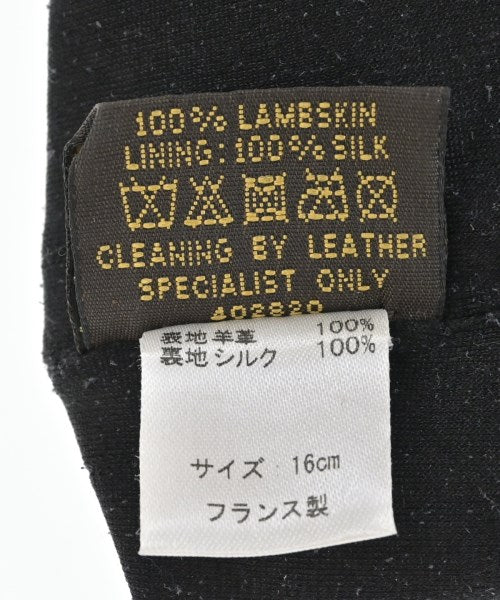 100% LAMBSKIN
LINING:100% SILK
CLEANING BY LEATHER
SPECIALIST ONLY
402820
表地羊革 100%
裏地シルク 100%
サイズ 16cm
フランス製